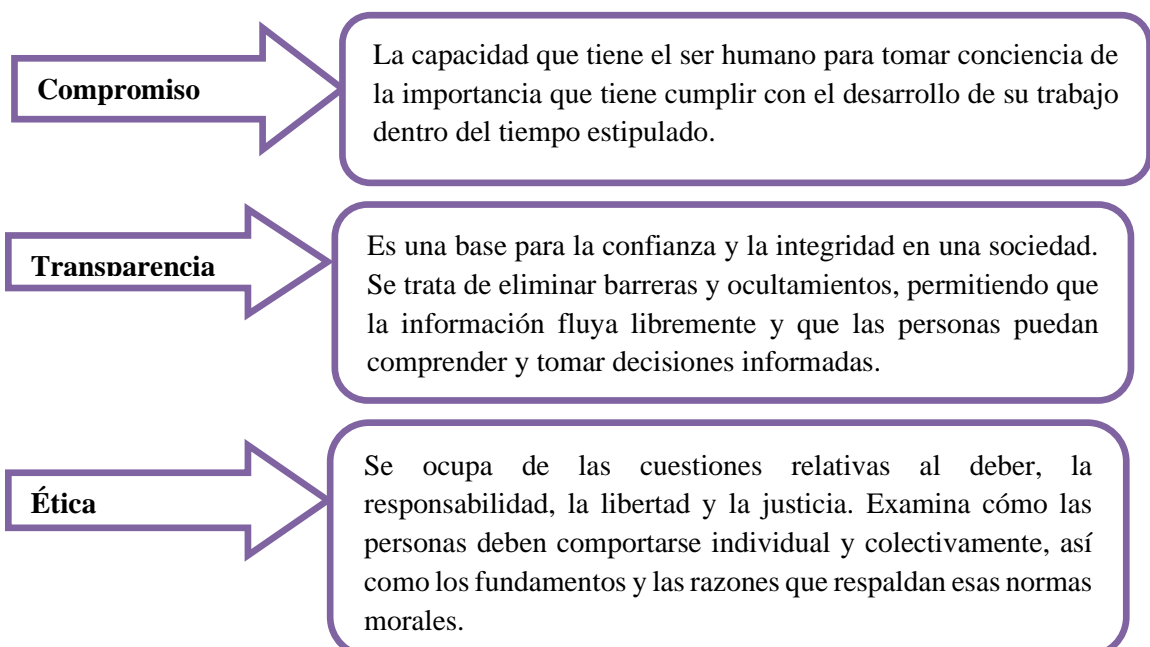 Compromiso
La capacidad que tiene el ser humano para tomar conciencia de
la importancia que tiene cumplir con el desarrollo de su trabajo
dentro del tiempo estipulado.
Transparencia
Es una base para la confianza y la integridad en una sociedad.
Se trata de eliminar barreras y ocultamientos, permitiendo que
la información fluya libremente y que las personas puedan
comprender y tomar decisiones informadas.
Ética
Se ocupa de las cuestiones relativas al deber, la
responsabilidad, la libertad y la justicia. Examina cómo las
personas deben comportarse individual y colectivamente, así
como los fundamentos y las razones que respaldan esas normas
morales.